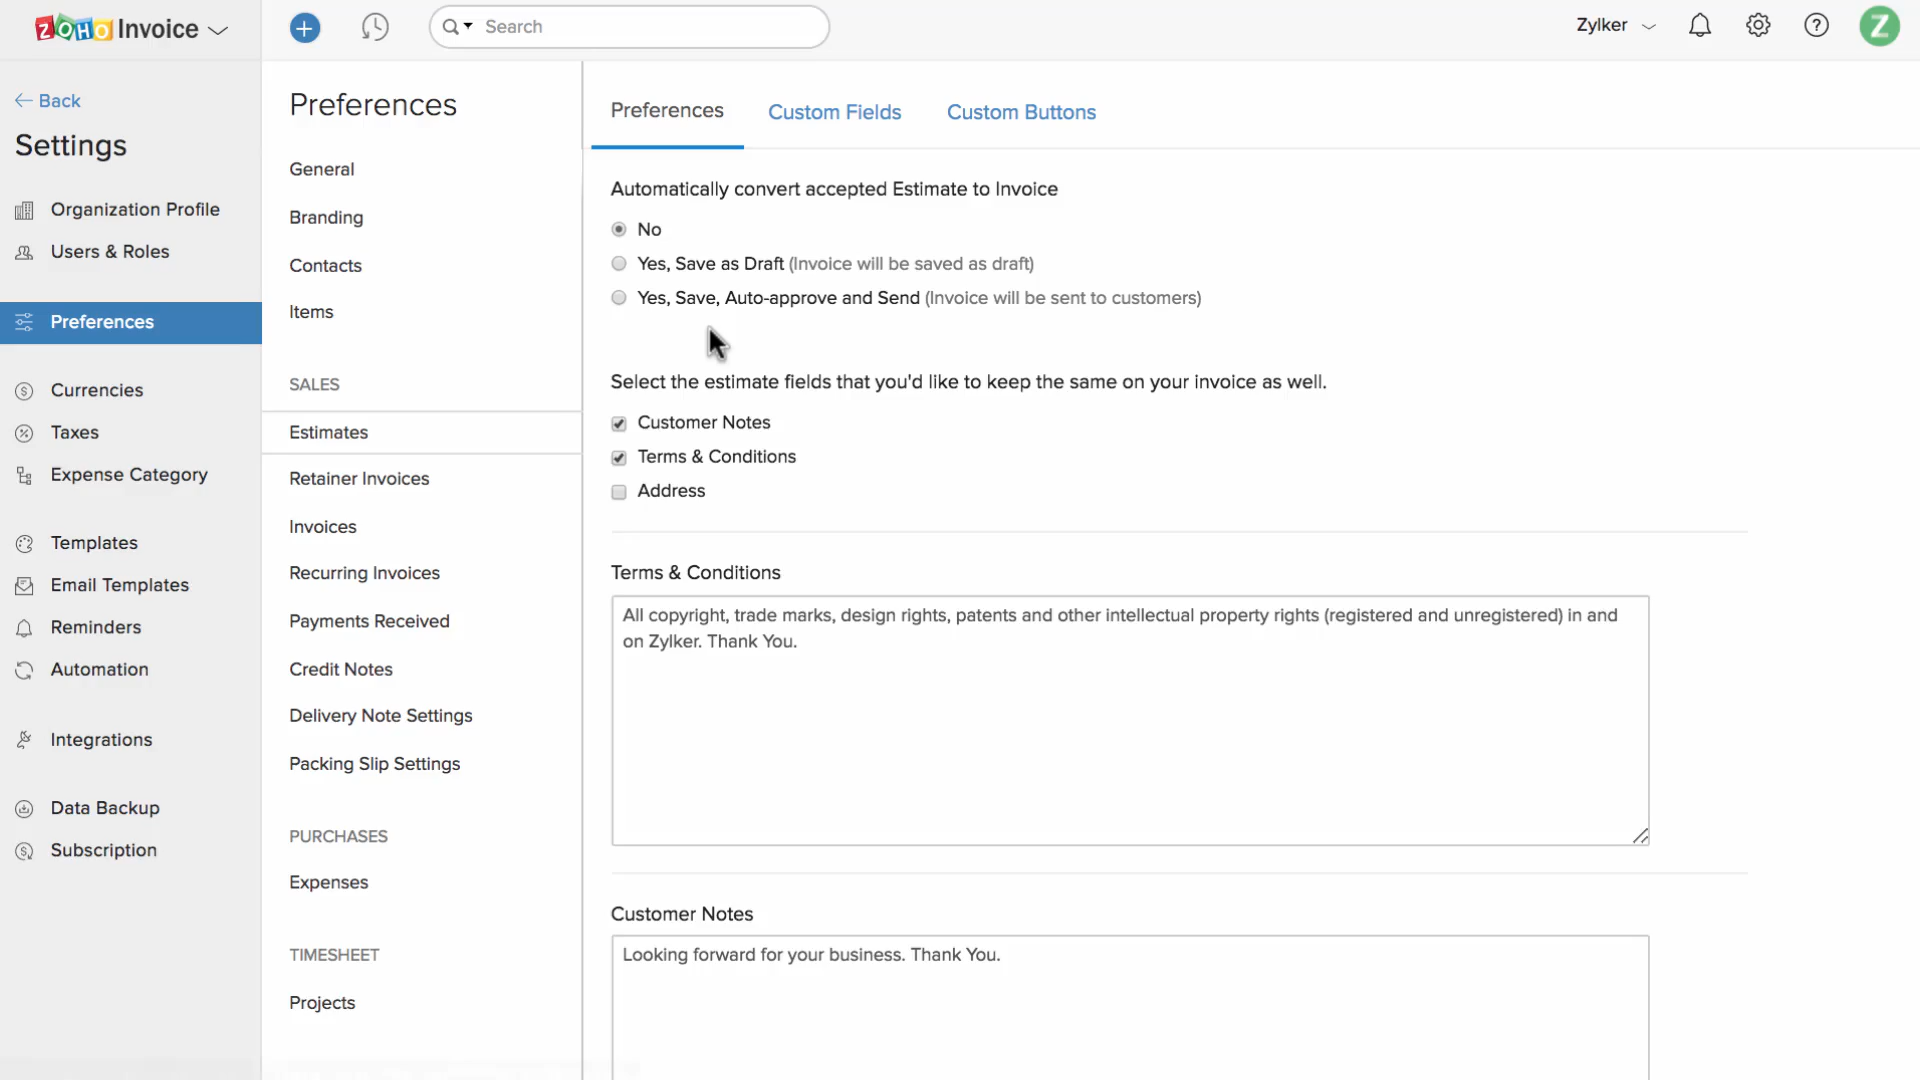 ZOHO Invoice
Search
Zylker
Z
Back
Settings
Organization Profile
Users & Roles
Preferences
Currencies
Taxes
Expense Category
Templates
Email Templates
Reminders
Automation
Integrations
Data Backup
Subscription
Preferences
General
Branding
Contacts
Items
SALES
Estimates
Retainer Invoices
Invoices
Recurring Invoices
Payments Received
Credit Notes
Delivery Note Settings
Packing Slip Settings
PURCHASES
Expenses
TIMESHEET
Projects
Preferences Custom Fields Custom Buttons
Automatically convert accepted Estimate to Invoice
No
Yes, Save as Draft (Invoice will be saved as draft)
Yes, Save, Auto-approve and Send (Invoice will be sent to customers)
Select the estimate fields that you'd like to keep the same on your invoice as well.
Customer Notes
Terms & Conditions
Address
Terms & Conditions
All copyright, trade marks, design rights, patents and other intellectual property rights (registered and unregistered) in and
on Zylker. Thank You.
Customer Notes
Looking forward for your business. Thank You.